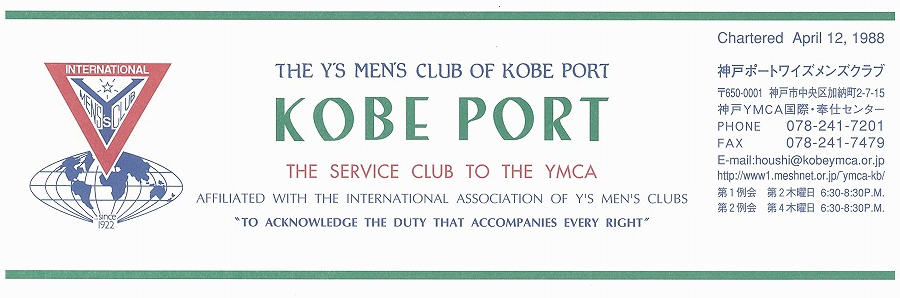 INTERNATIONAL
Y'S
MEN'S CLUB
since
1922
THE Y'S MEN'S CLUB OF KOBE PORT
KOBE PORT
THE SERVICE CLUB TO THE YMCA
AFFILIATED WITH THE INTERNATIONAL ASSOCIATION OF Y'S MEN'S CLUBS
"TO ACKNOWLEDGE THE DUTY THAT ACCOMPANIES EVERY RIGHT"
Chartered April 12, 1988
神戸ポートワイズメンズクラブ
〒650-0001 神戸市中央区加納町2-7-15
神戸YMCA国際・奉仕センター
PHONE 078-241-7201
FAX 078-241-7479
E-mail:houshi@kobeymca.or.jp
http://www1.meshnet.or.jp/~ymca-kb/
第1例会 第2木曜日 6:30-8:30P.M.
第2例会 第4木曜日 6:30-8:30P.M.